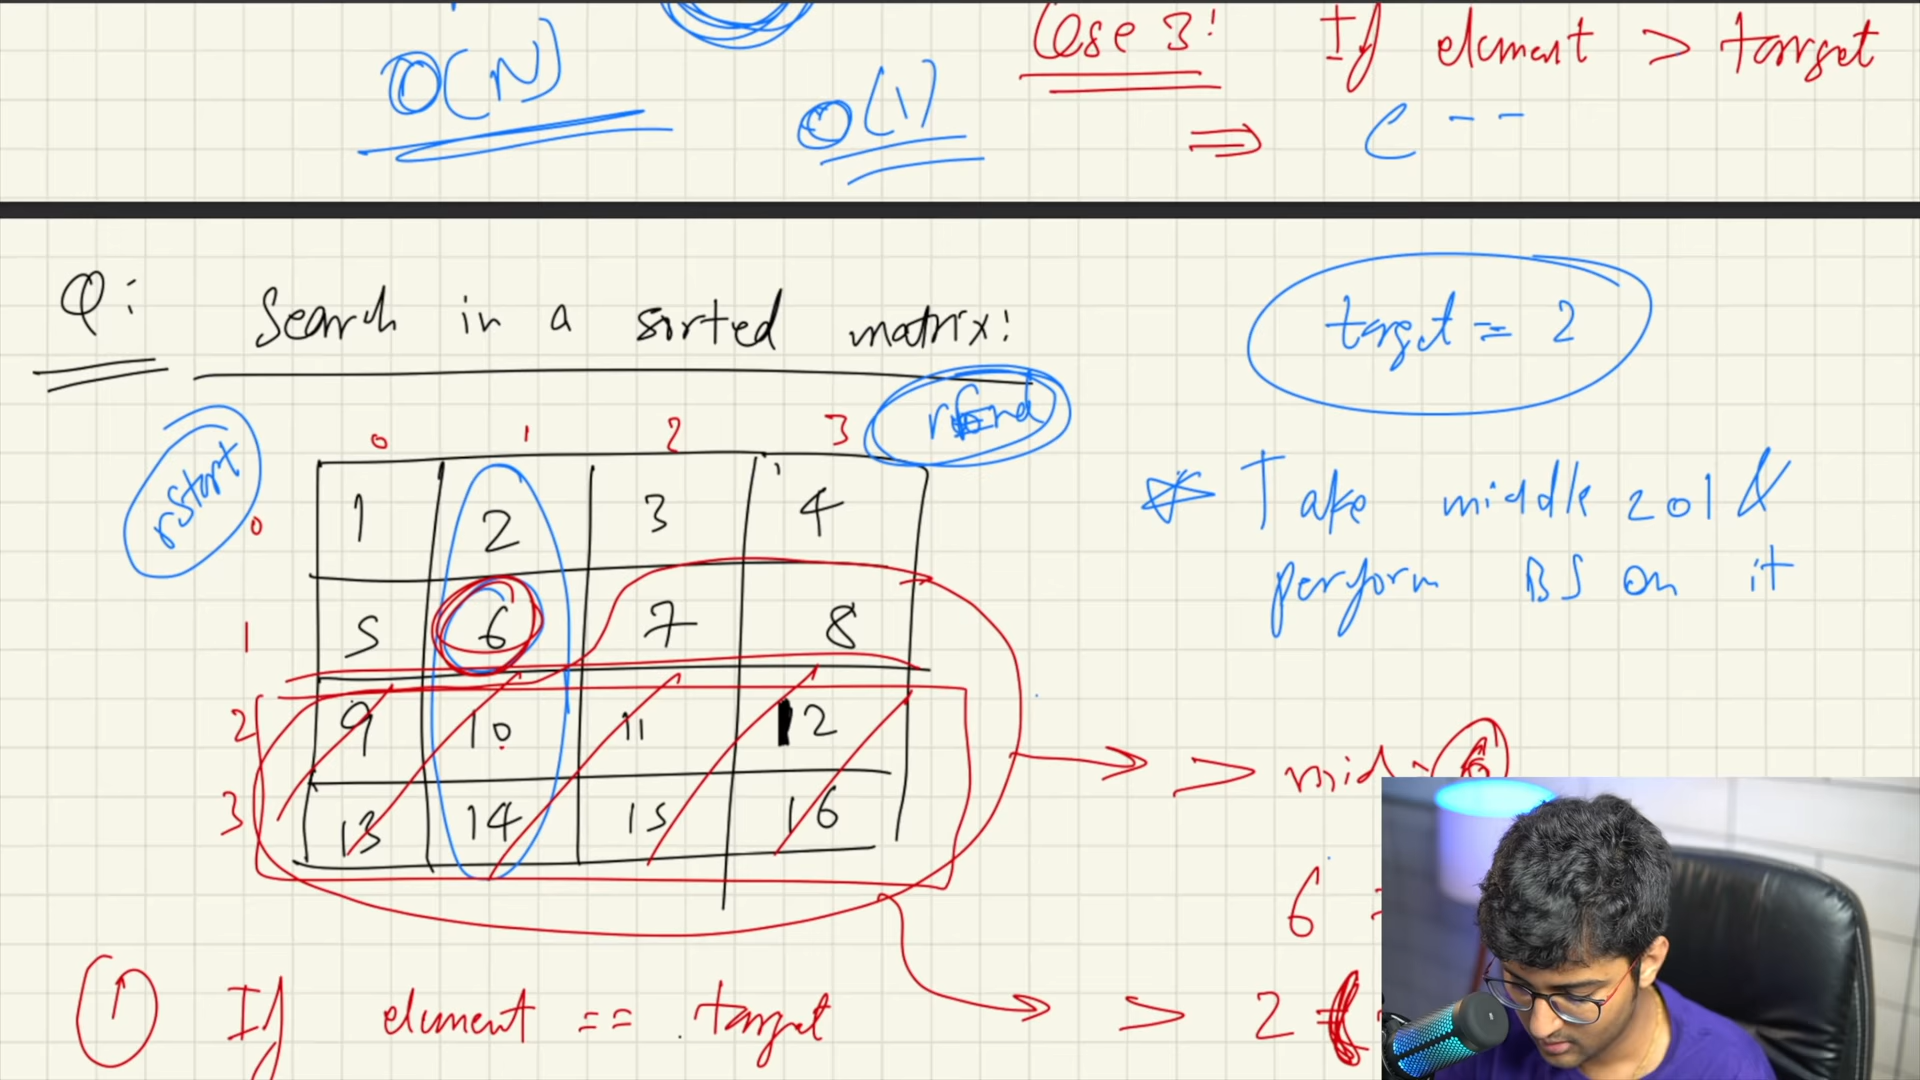 O(N)
O(1)
Case 3!
If element > target
⇒ C --
Q:
Search in a sorted matrix!
target = 2
rstart
rEnd
0 1 2 3
0 1 2 3 4
1 5 6 7 8
2 9 10 11 12
3 13 14 15 16
* Take middle col &
perform BS on it
> mid
6
> 2
1 If element == target